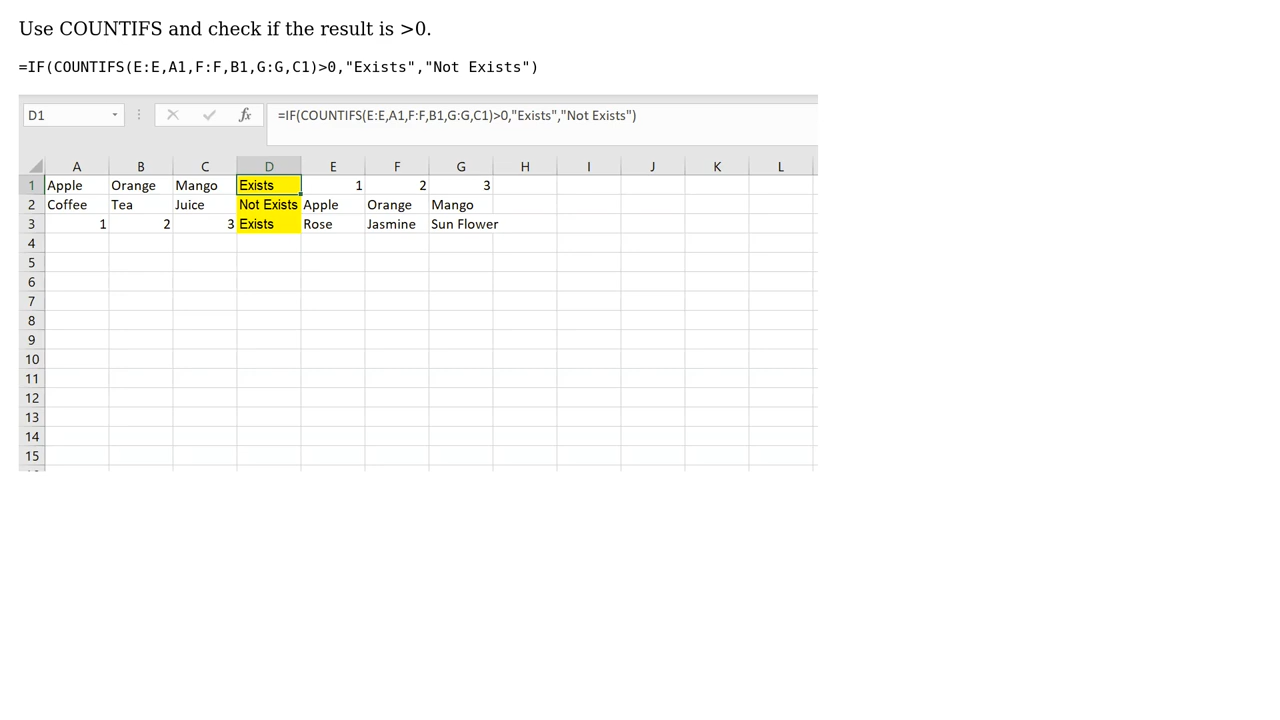 Use COUNTIFS and check if the result is >0.
=IF(COUNTIFS(E:E,A1,F:F,B1,G:G,C1)>0,"Exists","Not Exists")
D1 fx =IF(COUNTIFS(E:E,A1,F:F,B1,G:G,C1)>0,"Exists","Not Exists")
A B C D E F G H I J K L
1 Apple Orange Mango Exists 1 2 3
2 Coffee Tea Juice Not Exists Apple Orange Mango
3 1 2 3 Exists Rose Jasmine Sun Flower
4
5
6
7
8
9
10
11
12
13
14
15